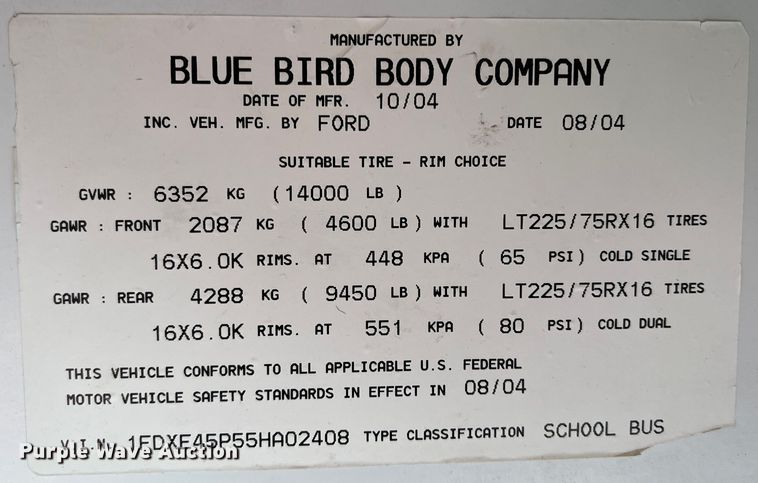 MANUFACTURED BY
BLUE BIRD BODY COMPANY
DATE OF MFR. 10/04
INC. VEH. MFG. BY FORD DATE 08/04
SUITABLE TIRE - RIM CHOICE
GVWR : 6352 KG (14000 LB)
GAWR : FRONT 2087 KG ( 4600 LB) WITH LT225/75RX16 TIRES
16X6.0K RIMS. AT 448 KPA ( 65 PSI) COLD SINGLE
GAWR : REAR 4288 KG ( 9450 LB) WITH LT225/75RX16 TIRES
16X6.0K RIMS. AT 551 KPA ( 80 PSI) COLD DUAL
THIS VEHICLE CONFORMS TO ALL APPLICABLE U.S. FEDERAL
MOTOR VEHICLE SAFETY STANDARDS IN EFFECT IN 08/04
V.I.N. 1FDXE45P55HA02408 TYPE CLASSIFICATION SCHOOL BUS
Purple Wave Auction